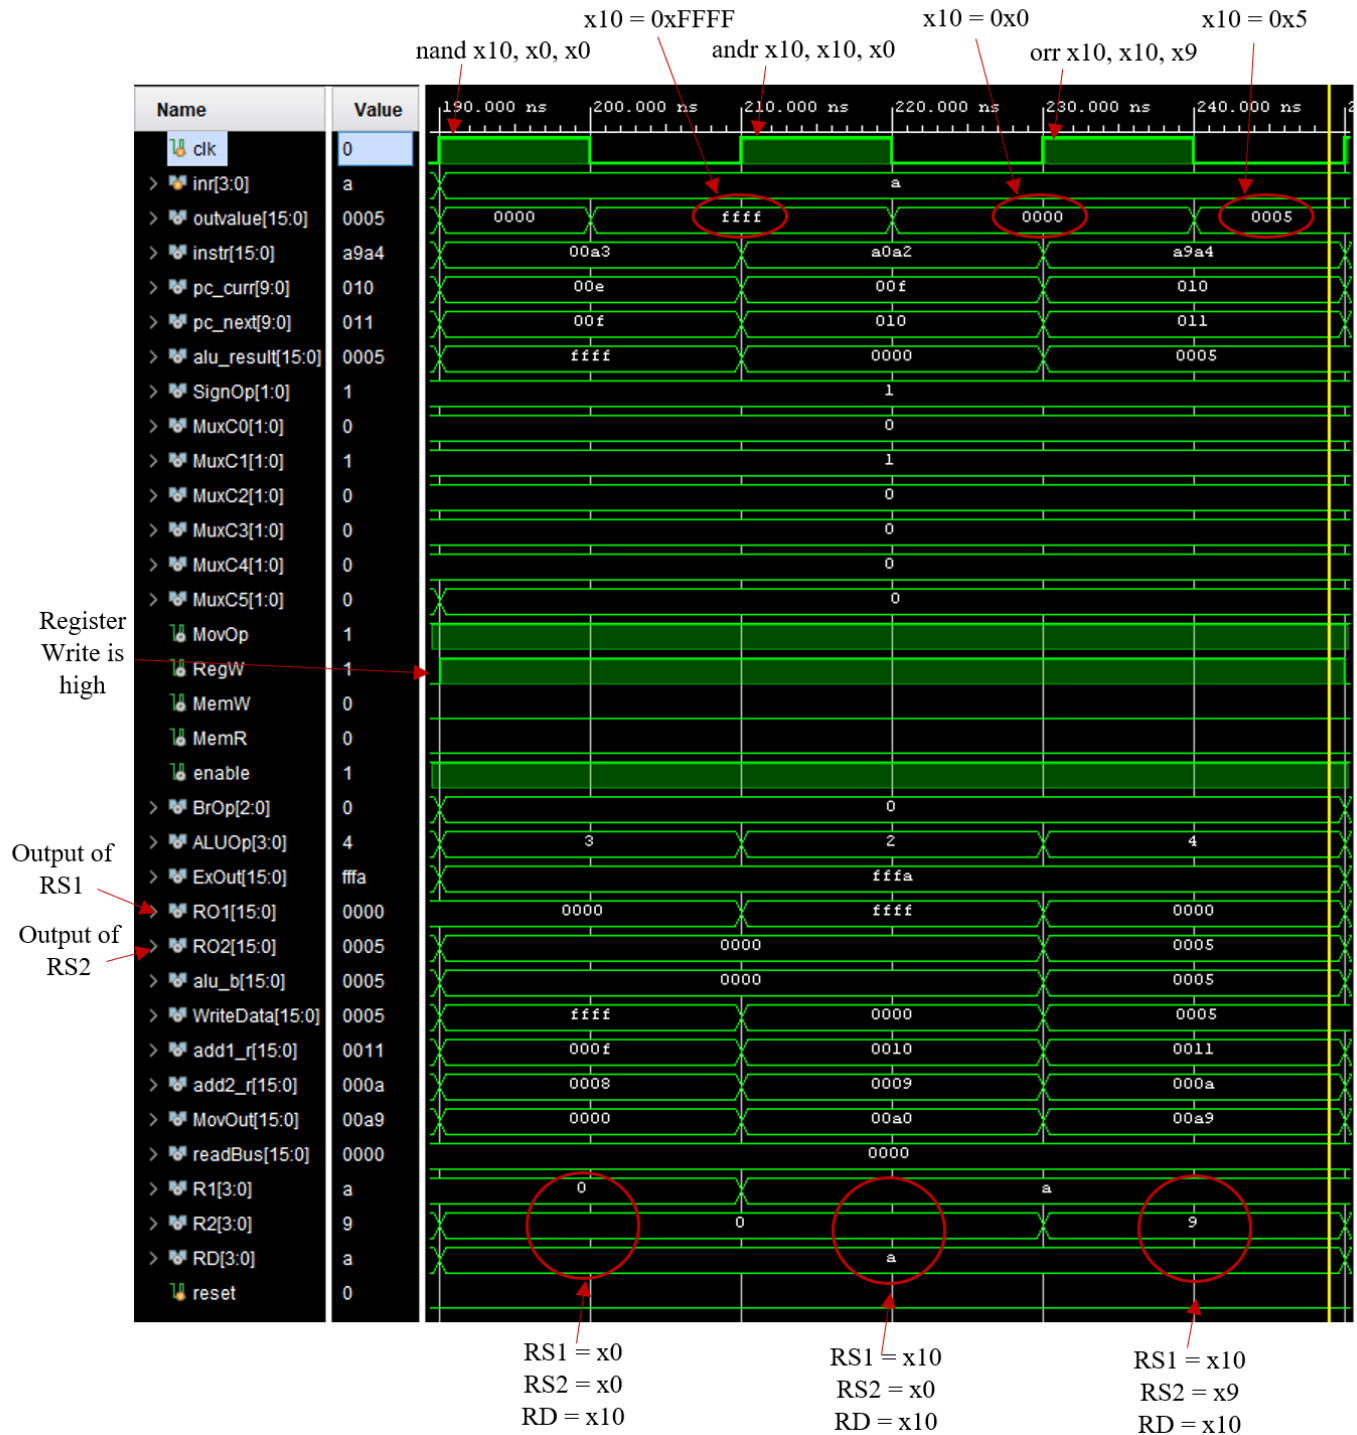 x10 = 0xFFFF
x10 = 0x0
x10 = 0x5
nand x10, x0, x0
andr x10, x10, x0
orr x10, x10, x9
Name Value 190.000 ns 200.000 ns 210.000 ns 220.000 ns 230.000 ns 240.000 ns 2
clk 0
inr[3:0] a a
outvalue[15:0] 0005 0000 ffff 0000 0005
instr[15:0] a9a4 00a3 a0a2 a9a4
pc_curr[9:0] 010 00e 00f 010
pc_next[9:0] 011 00f 010 011
alu_result[15:0] 0005 ffff 0000 0005
SignOp[1:0] 1 1
MuxC0[1:0] 0 0
MuxC1[1:0] 1 1
MuxC2[1:0] 0 0
MuxC3[1:0] 0 0
MuxC4[1:0] 0 0
MuxC5[1:0] 0 0
MovOp 1
RegW 1
MemW 0
MemR 0
enable 1
BrOp[2:0] 0 0
ALUOp[3:0] 4 3 2 4
ExOut[15:0] fffa fffa
RO1[15:0] 0000 0000 ffff 0000
RO2[15:0] 0005 0000 0005
alu_b[15:0] 0005 0000 0005
WriteData[15:0] 0005 ffff 0000 0005
add1_r[15:0] 0011 000f 0010 0011
add2_r[15:0] 000a 0008 0009 000a
MovOut[15:0] 00a9 0000 00a0 00a9
readBus[15:0] 0000 0000
R1[3:0] a 0 a
R2[3:0] 9 0 9
RD[3:0] a a
reset 0
Register
Write is
high
Output of
RS1
Output of
RS2
RS1 = x0
RS2 = x0
RD = x10
RS1 = x10
RS2 = x0
RD = x10
RS1 = x10
RS2 = x9
RD = x10